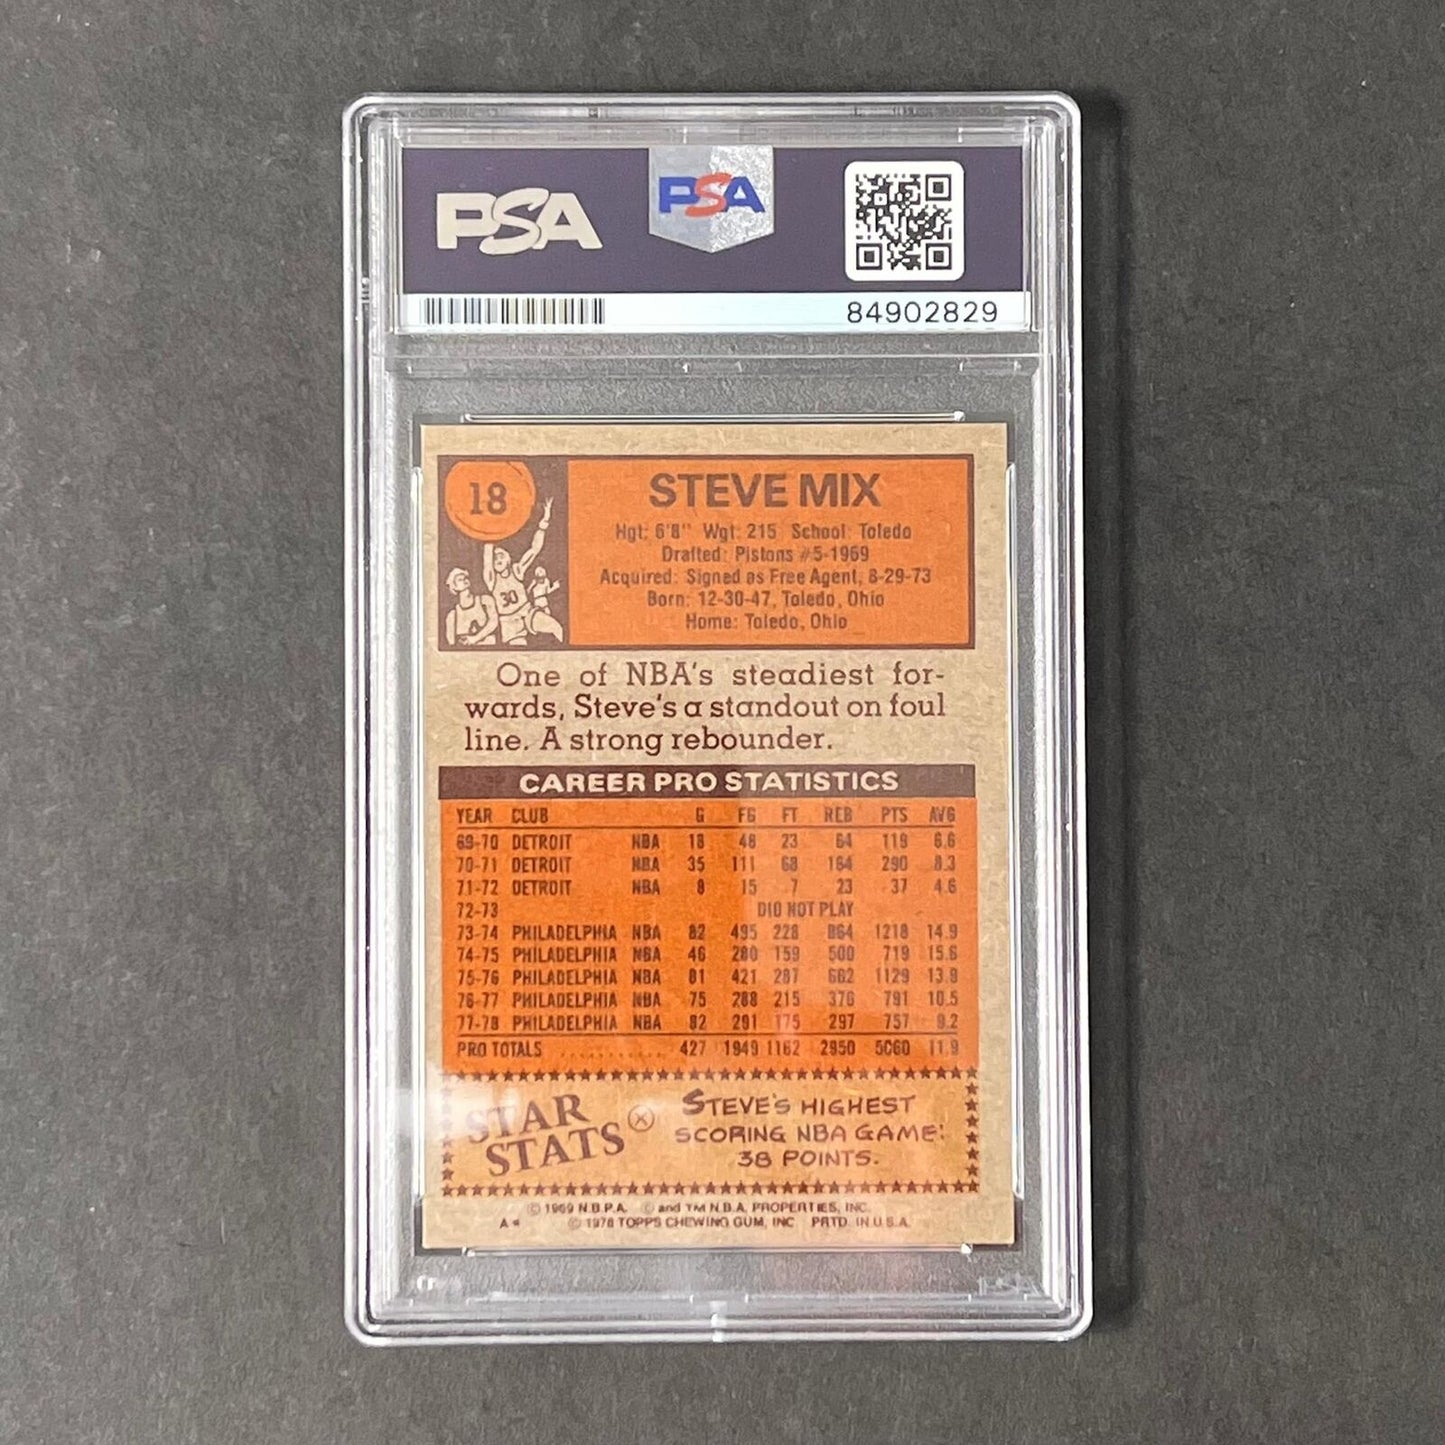 PSA
PSA
84902829
18
30
4
STEVE MIX
Hgt: 6'8" Wgt: 215 School: Toledo
Drafted: Pistons #5-1969
Acquired: Signed as Free Agent, 8-29-73
Born: 12-30-47, Toledo, Ohio
Home: Toledo, Ohio
One of NBA's steadiest for-
wards, Steve's a standout on foul
line. A strong rebounder.
CAREER PRO STATISTICS
YEAR CLUB G FG FT REB PTS AVG
69-70 DETROIT NBA 18 48 23 64 119 6.6
70-71 DETROIT NBA 35 111 68 164 290 8.3
71-72 DETROIT NBA 8 15 7 23 37 4.6
72-73 DID NOT PLAY
73-74 PHILADELPHIA NBA 82 495 228 864 1218 14.9
74-75 PHILADELPHIA NBA 46 280 159 500 719 15.6
75-76 PHILADELPHIA NBA 81 421 287 662 1129 13.9
76-77 PHILADELPHIA NBA 75 288 215 376 791 10.5
77-78 PHILADELPHIA NBA 82 291 175 297 757 9.2
PRO TOTALS 427 1949 1162 2950 5060 11.9
STAR STATS
STEVE'S HIGHEST
SCORING NBA GAME:
38 POINTS.
© 1969 N.B.P.A. © and TM N.B.A. PROPERTIES, INC.
A* © 1978 TOPPS CHEWING GUM, INC PRTD. IN U.S.A.